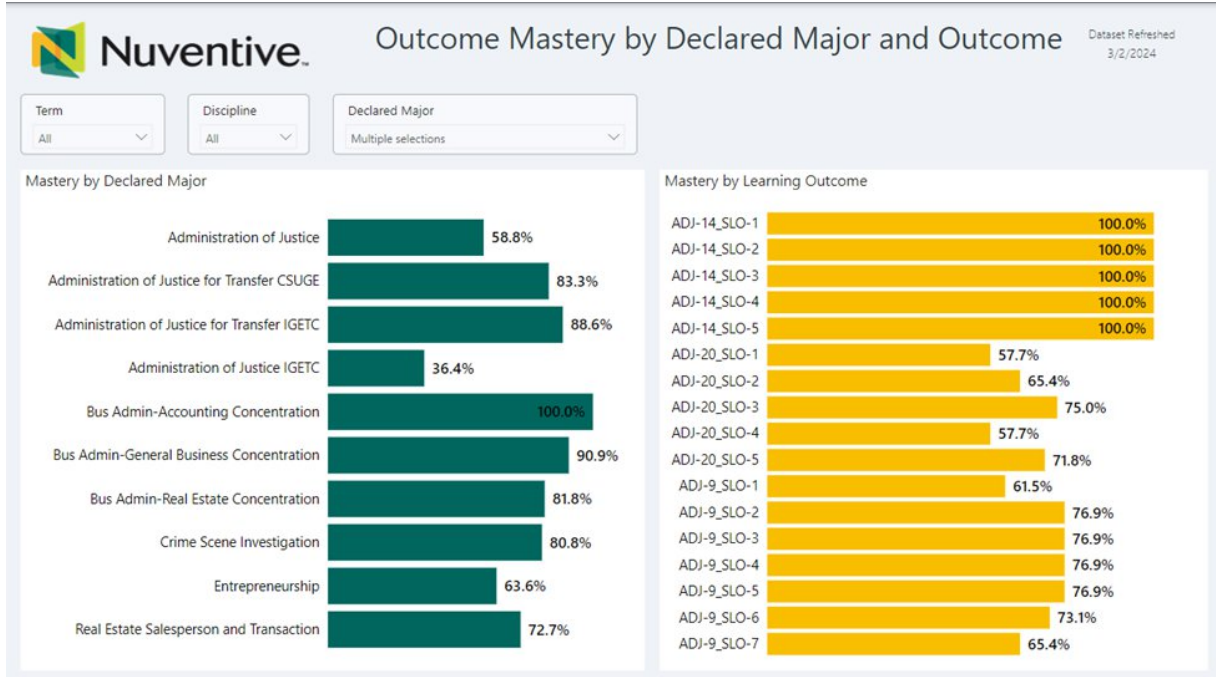 Nuventive™
Outcome Mastery by Declared Major and Outcome
Dataset Refreshed
3/2/2024
Term
All
Discipline
All
Declared Major
Multiple selections
Mastery by Declared Major
Administration of Justice 58.8%
Administration of Justice for Transfer CSUGE 83.3%
Administration of Justice for Transfer IGETC 88.6%
Administration of Justice IGETC 36.4%
Bus Admin-Accounting Concentration 100.0%
Bus Admin-General Business Concentration 90.9%
Bus Admin-Real Estate Concentration 81.8%
Crime Scene Investigation 80.8%
Entrepreneurship 63.6%
Real Estate Salesperson and Transaction 72.7%
Mastery by Learning Outcome
ADJ-14_SLO-1 100.0%
ADJ-14_SLO-2 100.0%
ADJ-14_SLO-3 100.0%
ADJ-14_SLO-4 100.0%
ADJ-14_SLO-5 100.0%
ADJ-20_SLO-1 57.7%
ADJ-20_SLO-2 65.4%
ADJ-20_SLO-3 75.0%
ADJ-20_SLO-4 57.7%
ADJ-20_SLO-5 71.8%
ADJ-9_SLO-1 61.5%
ADJ-9_SLO-2 76.9%
ADJ-9_SLO-3 76.9%
ADJ-9_SLO-4 76.9%
ADJ-9_SLO-5 76.9%
ADJ-9_SLO-6 73.1%
ADJ-9_SLO-7 65.4%